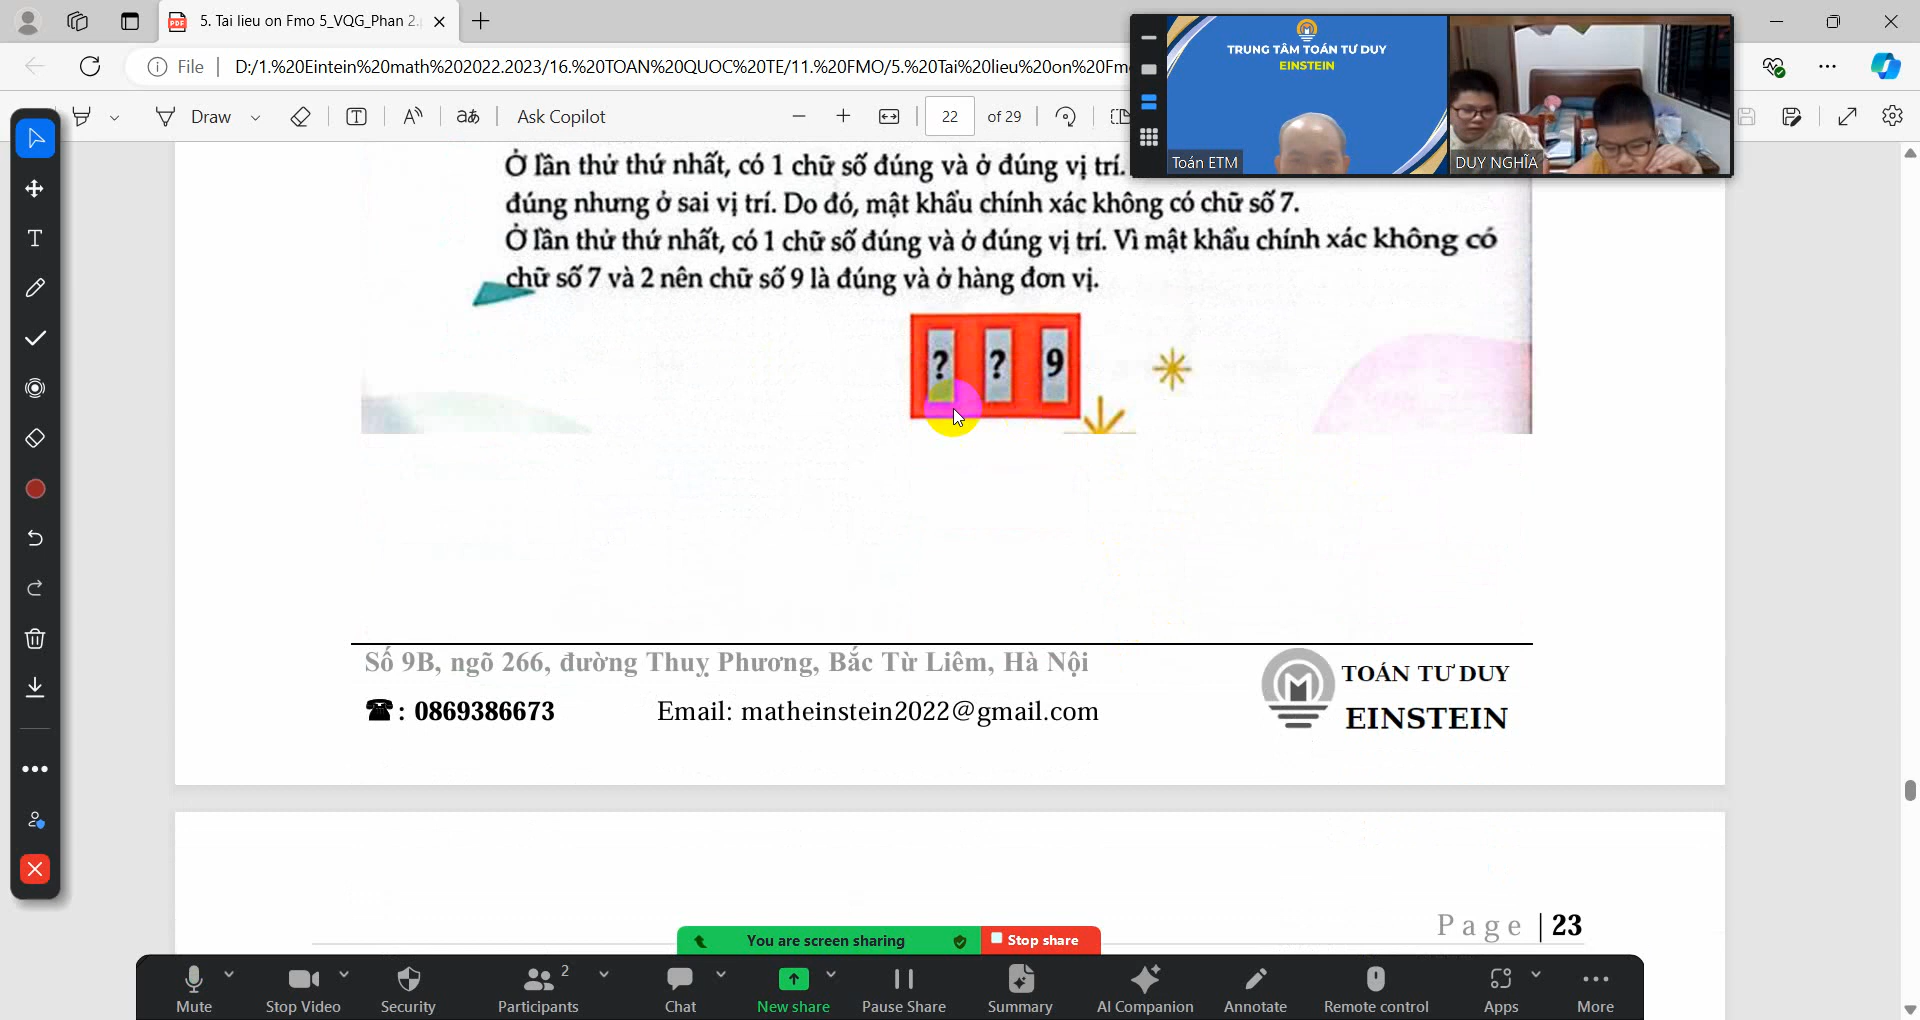 5. Tai lieu on Fmo 5_VQG_Phan 2.
File
D:/1.%20Eintein%20math%202022.2023/16.%20TOAN%20QUOC%20TE/11.%20FMO/5.%20Tai%20lieu%20on%20Fm
TRUNG TÂM TOÁN TƯ DUY
EINSTEIN
Toán ETM
DUY NGHĨA
Draw
Ask Copilot
22
of 29
Ở lần thử thứ nhất, có 1 chữ số đúng và ở đúng vị trí.
đúng nhưng ở sai vị trí. Do đó, mật khẩu chính xác không có chữ số 7.
Ở lần thử thứ nhất, có 1 chữ số đúng và ở đúng vị trí. Vì mật khẩu chính xác không có
chữ số 7 và 2 nên chữ số 9 là đúng và ở hàng đơn vị.
? ? 9
Số 9B, ngõ 266, đường Thuỵ Phương, Bắc Từ Liêm, Hà Nội
☎: 0869386673
Email: matheinstein2022@gmail.com
TOÁN TƯ DUY
EINSTEIN
Page | 23
You are screen sharing
Stop share
Mute
Stop Video
Security
Participants
2
Chat
New share
Pause Share
Summary
AI Companion
Annotate
Remote control
Apps
More